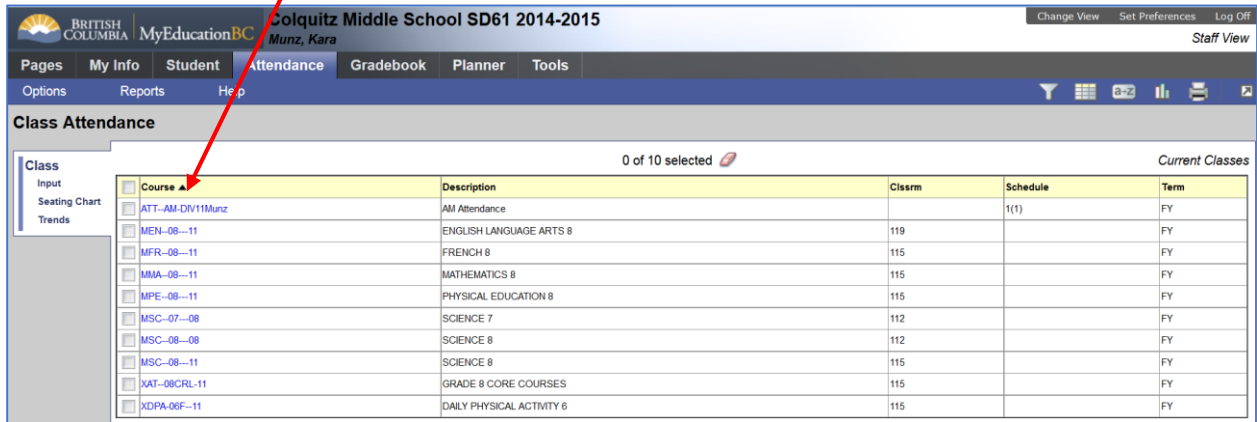 BRITISH COLUMBIA MyEducationBC
Colquitz Middle School SD61 2014-2015
Munz, Kara
Change View Set Preferences Log Off
Staff View
Pages My Info Student Attendance Gradebook Planner Tools
Options Reports Help
a-z
Class Attendance
Class
Input
Seating Chart
Trends
0 of 10 selected
Current Classes
Course Description Clssrm Schedule Term
ATT--AM-DIV11Munz AM Attendance 1(1) FY
MEN--08---11 ENGLISH LANGUAGE ARTS 8 119 FY
MFR--08---11 FRENCH 8 115 FY
MMA--08---11 MATHEMATICS 8 115 FY
MPE--08---11 PHYSICAL EDUCATION 8 115 FY
MSC--07---08 SCIENCE 7 112 FY
MSC--08---08 SCIENCE 8 112 FY
MSC--08---11 SCIENCE 8 115 FY
XAT--08CRL-11 GRADE 8 CORE COURSES 115 FY
XDPA-06F--11 DAILY PHYSICAL ACTIVITY 6 115 FY